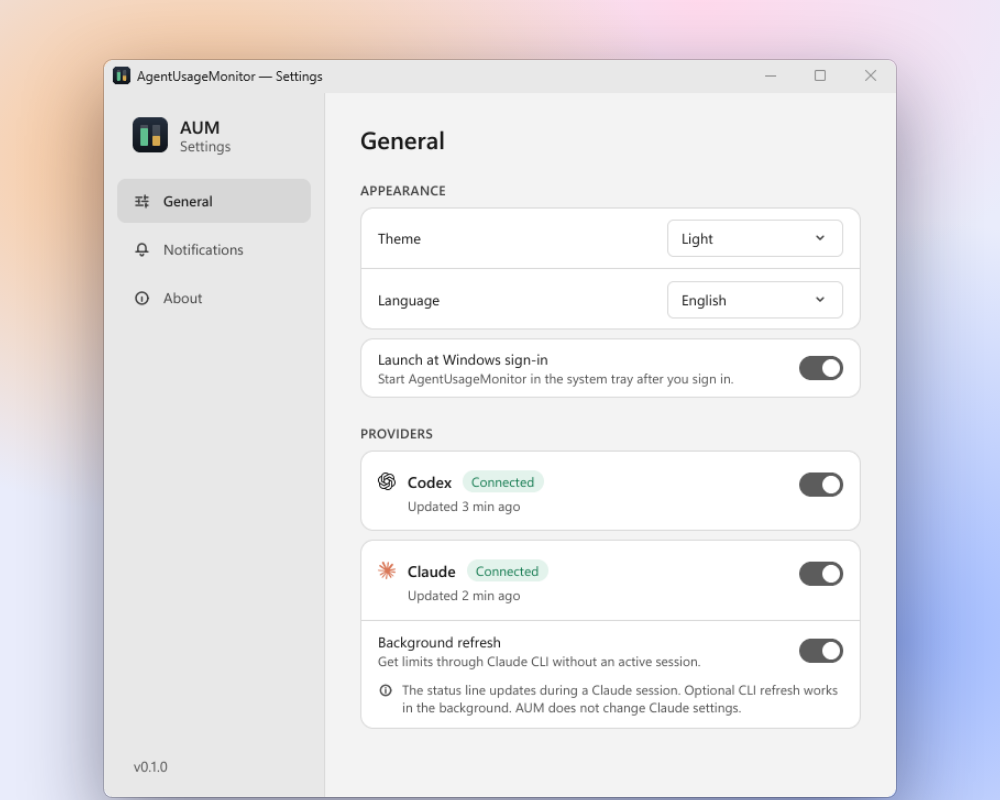 AgentUsageMonitor — Settings
AUM
Settings
General
Notifications
About
v0.1.0
General
APPEARANCE
Theme
Light
Language
English
Launch at Windows sign-in
Start AgentUsageMonitor in the system tray after you sign in.
PROVIDERS
Codex Connected
Updated 3 min ago
Claude Connected
Updated 2 min ago
Background refresh
Get limits through Claude CLI without an active session.
The status line updates during a Claude session. Optional CLI refresh works
in the background. AUM does not change Claude settings.